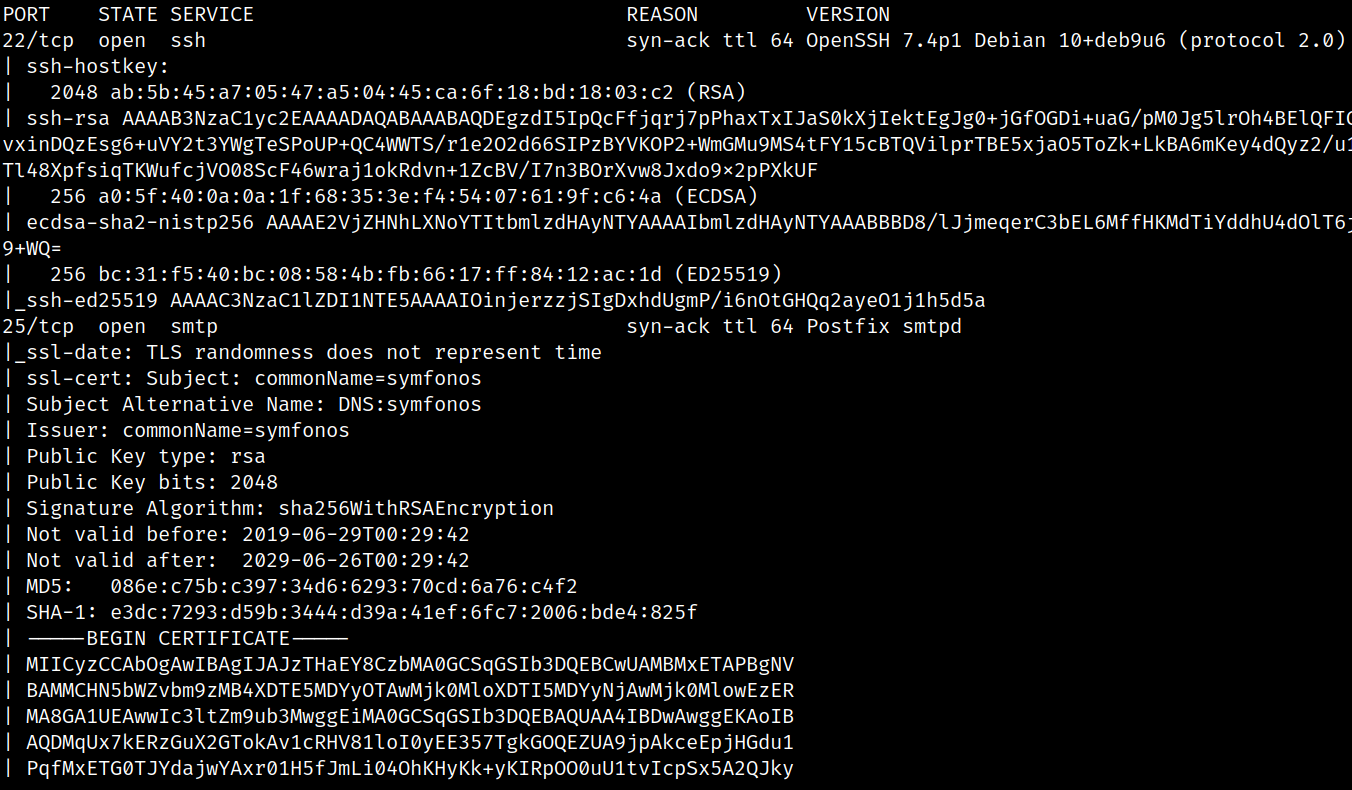 PORT    STATE SERVICE                               REASON         VERSION
22/tcp  open  ssh                                   syn-ack ttl 64 OpenSSH 7.4p1 Debian 10+deb9u6 (protocol 2.0)
| ssh-hostkey:
|   2048 ab:5b:45:a7:05:47:a5:04:45:ca:6f:18:bd:18:03:c2 (RSA)
| ssh-rsa AAAAB3NzaC1yc2EAAAADAQABAAABAQDEgzdI5IpQcFfjqrj7pPhaxTxIJaS0kXjIektEgJg0+jGfOGDi+uaG/pM0Jg5lrOh4BElQFIC
vxinDQzEsg6+uVY2t3YWgTeSPoUP+QC4WWTS/r1e2O2d66SIPzBYVKOP2+WmGMu9MS4tFY15cBTQVilprTBE5xjaO5ToZk+LkBA6mKey4dQyz2/u1
Tl48XpfsiqTKWufcjVO08ScF46wraj1okRdvn+1ZcBV/I7n3BOrXvw8Jxdo9×2pPXkUF
|   256 a0:5f:40:0a:0a:1f:68:35:3e:f4:54:07:61:9f:c6:4a (ECDSA)
| ecdsa-sha2-nistp256 AAAAE2VjZHNhLXNoYTItbmlzdHAyNTYAAAAIbmlzdHAyNTYAAABBBBD8/lJjmeqerC3bEL6MffHKMdTiYddhU4dOlT6j
9+WQ=
|   256 bc:31:f5:40:bc:08:58:4b:fb:66:17:ff:84:12:ac:1d (ED25519)
|_ssh-ed25519 AAAAC3NzaC1lZDI1NTE5AAAAIOinjerzzjSIgDxhdUgmP/i6nOtGHQq2ayeO1j1h5d5a
25/tcp  open  smtp                                  syn-ack ttl 64 Postfix smtpd
|_ssl-date: TLS randomness does not represent time
| ssl-cert: Subject: commonName=symfonos
| Subject Alternative Name: DNS:symfonos
| Issuer: commonName=symfonos
| Public Key type: rsa
| Public Key bits: 2048
| Signature Algorithm: sha256WithRSAEncryption
| Not valid before: 2019-06-29T00:29:42
| Not valid after:  2029-06-26T00:29:42
| MD5:   086e:c75b:c397:34d6:6293:70cd:6a76:c4f2
| SHA-1: e3dc:7293:d59b:3444:d39a:41ef:6fc7:2006:bde4:825f
| -----BEGIN CERTIFICATE-----
| MIICyzCCAbOgAwIBAgIJAJzTHaEY8CzbMA0GCSqGSIb3DQEBCwUAMBMxETAPBgNV
| BAMMCHN5bWZvbm9zMB4XDTE5MDYyOTAwMjk0MloXDTI5MDYyNjAwMjk0MlowEzER
| MA8GA1UEAwwIc3ltZm9ub3MwggEiMA0GCSqGSIb3DQEBAQUAA4IBDwAwggEKAoIB
| AQDMqUx7kERzGuX2GTokAv1cRHV81loI0yEE357TgkGOQEZUA9jpAkceEpjHGdu1
| PqfMxETG0TJYdajwYAxr01H5fJmLi04OhKHyKk+yKIRpOO0uU1tvIcpSx5A2QJky